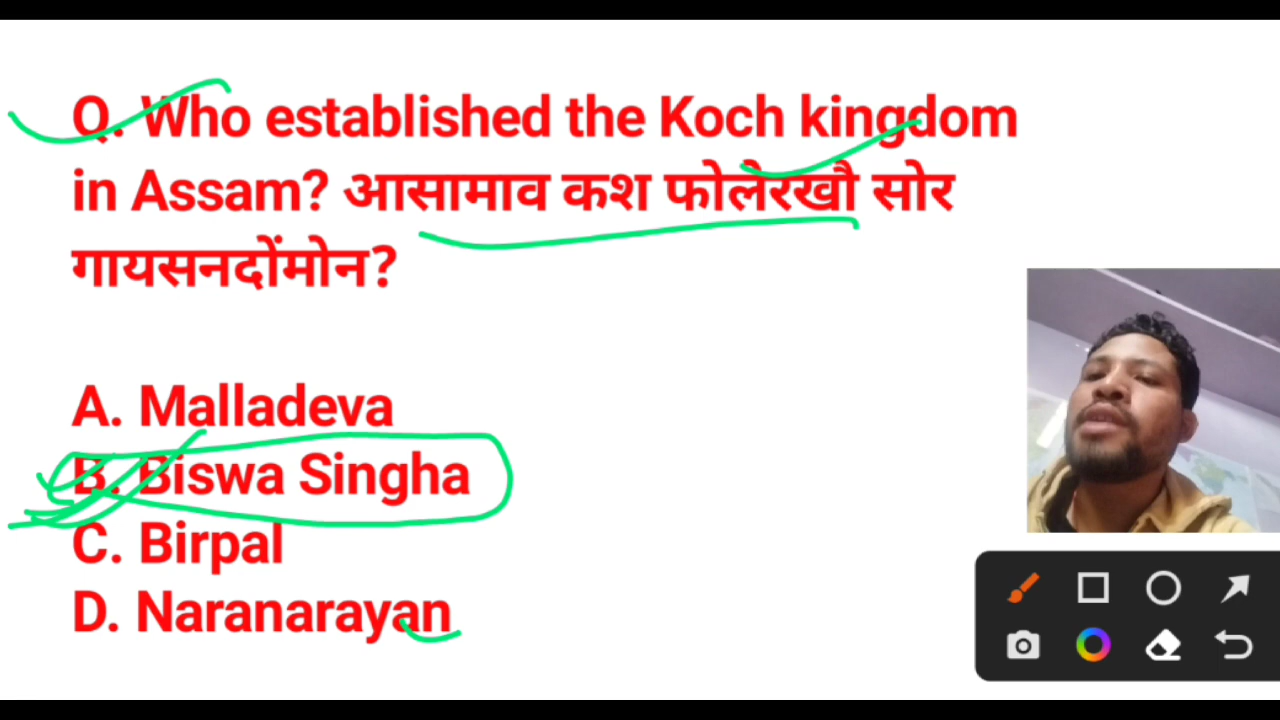 Q. Who established the Koch kingdom
in Assam? आसामाव कश फोलेरखौ सोर
गायसनदोंमोन?
A. Malladeva
B. Biswa Singha
C. Birpal
D. Naranarayan